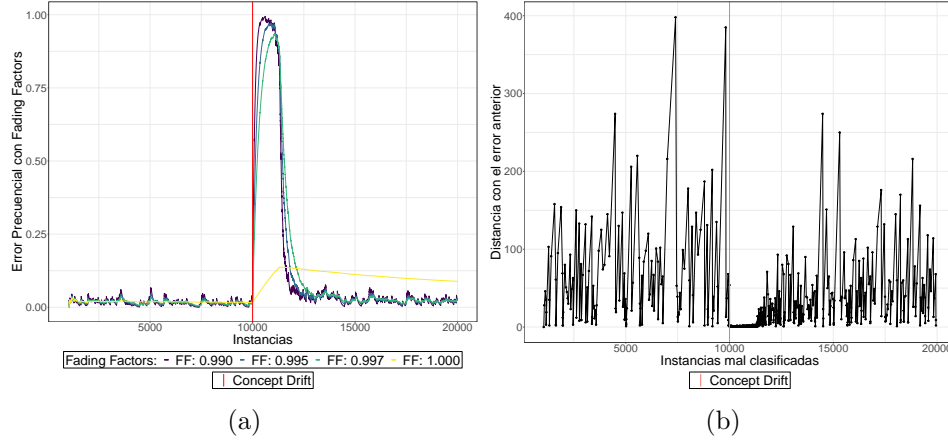 1.00
0.75
0.50
0.25
0.00
Error Precuencial con Fading Factors
5000
10000
15000
20000
Instancias
Fading Factors: FF: 0.990 FF: 0.995 FF: 0.997 FF: 1.000
Concept Drift
(a)
400
300
200
100
0
Distancia con el error anterior
5000
10000
15000
20000
Instancias mal clasificadas
Concept Drift
(b)